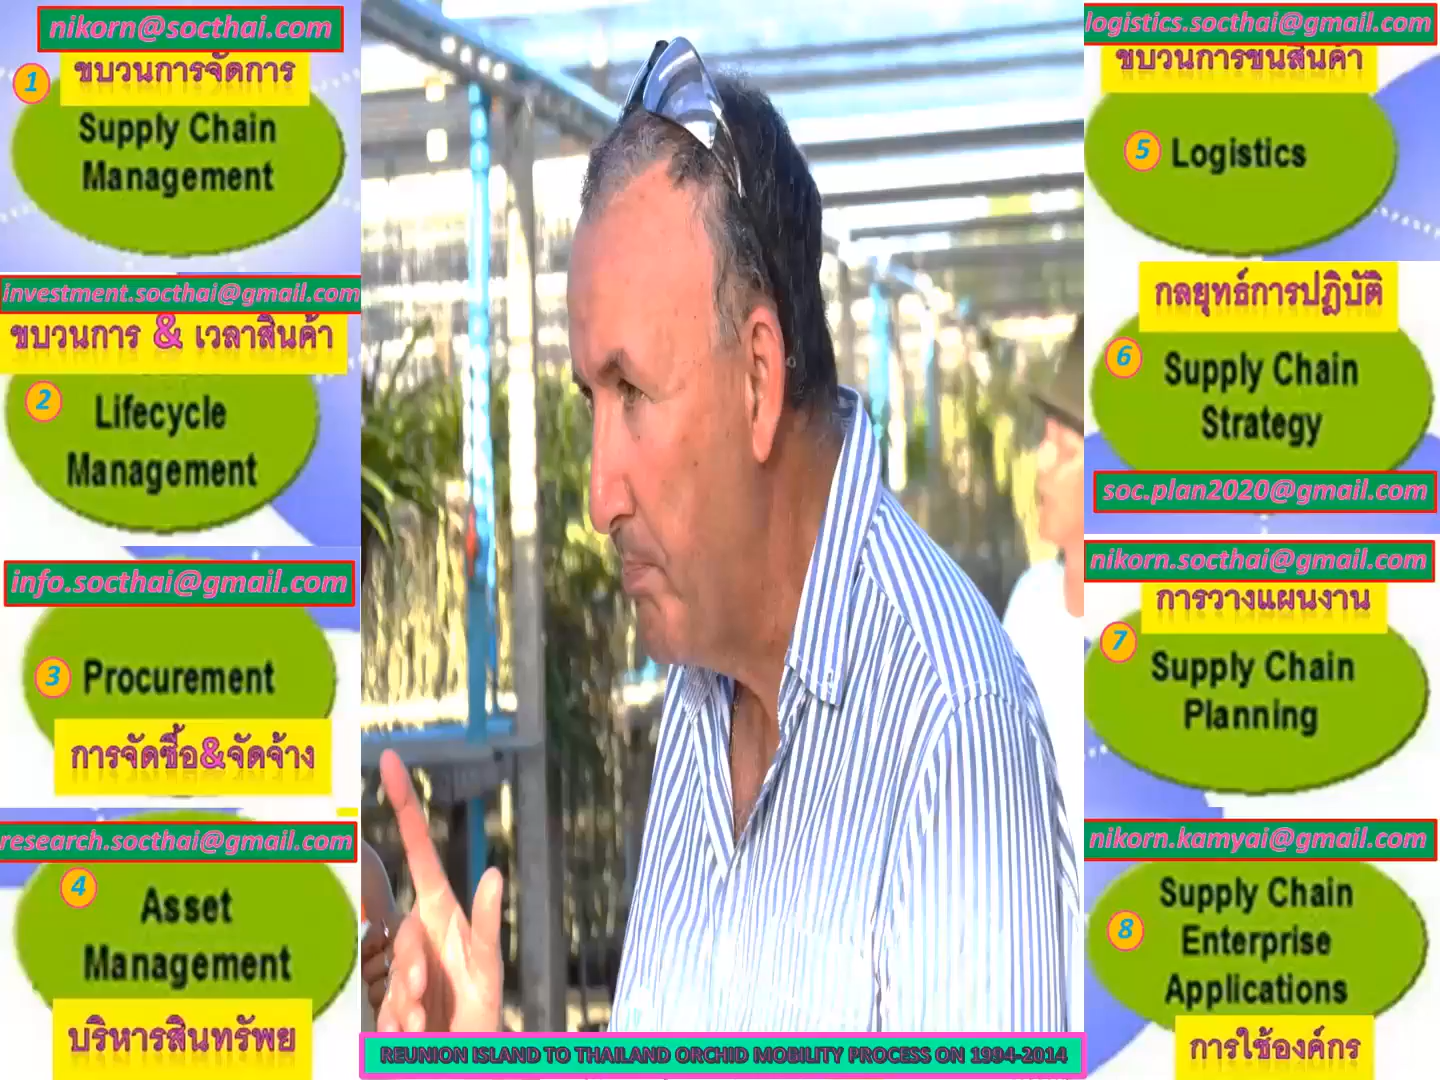 nikorn@socthai.com
ขบวนการจัดการ
1
Supply Chain
Management
investment.socthai@gmail.com
ขบวนการ & เวลาสินค้า
2
Lifecycle
Management
info.socthai@gmail.com
3
Procurement
การจัดซื้อ&จัดจ้าง
research.socthai@gmail.com
4
Asset
Management
บริหารสินทรัพย
REUNION ISLAND TO THAILAND ORCHID MOBILITY PROCESS ON 1994-2014
logistics.socthai@gmail.com
ขบวนการขนสินค้า
5
Logistics
กลยุทธ์การปฎิบัติ
6
Supply Chain
Strategy
soc.plan2020@gmail.com
nikorn.socthai@gmail.com
การวางแผนงาน
7
Supply Chain
Planning
nikorn.kamyai@gmail.com
8
Supply Chain
Enterprise
Applications
การใช้องค์กร